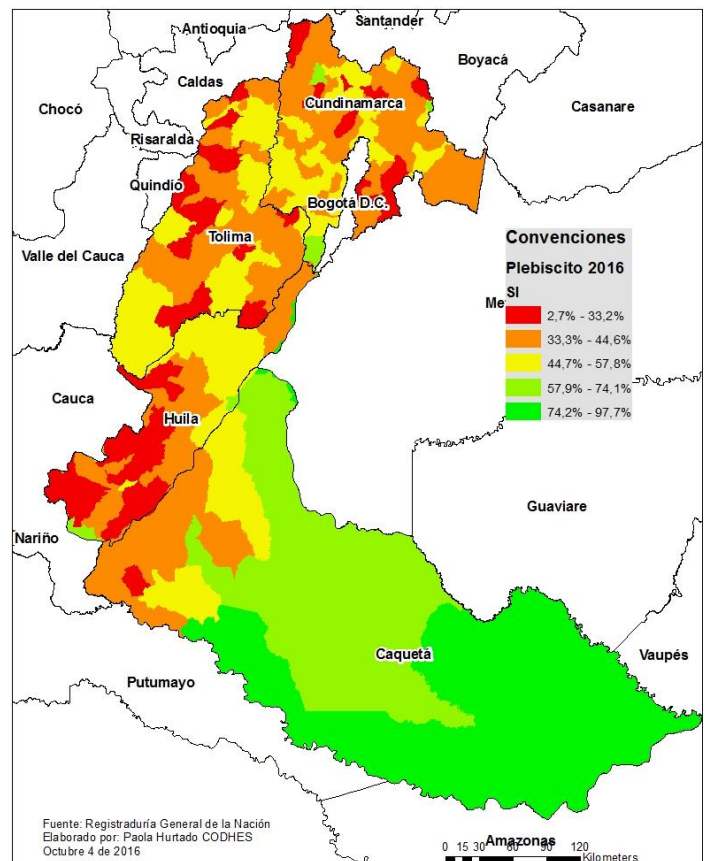 Santander
Antioquia
Boyacá
Caldas
Cundinamarca
Chocó
Casanare
Risaralda
Quindío
Bogotá D.C.
Tolima
Valle del Cauca
Convenciones
Plebiscito 2016
SI
Me
2,7% - 33,2%
33,3% - 44,6%
44,7% - 57,8%
57,9% - 74,1%
74,2% - 97,7%
Cauca
Huila
Guaviare
Nariño
Caquetá
Vaupés
Putumayo
Fuente: Registraduría General de la Nación
Elaborado por: Paola Hurtado CODHES
Octubre 4 de 2016
Amazonas
0 15 30 60 90 120
Kilometers